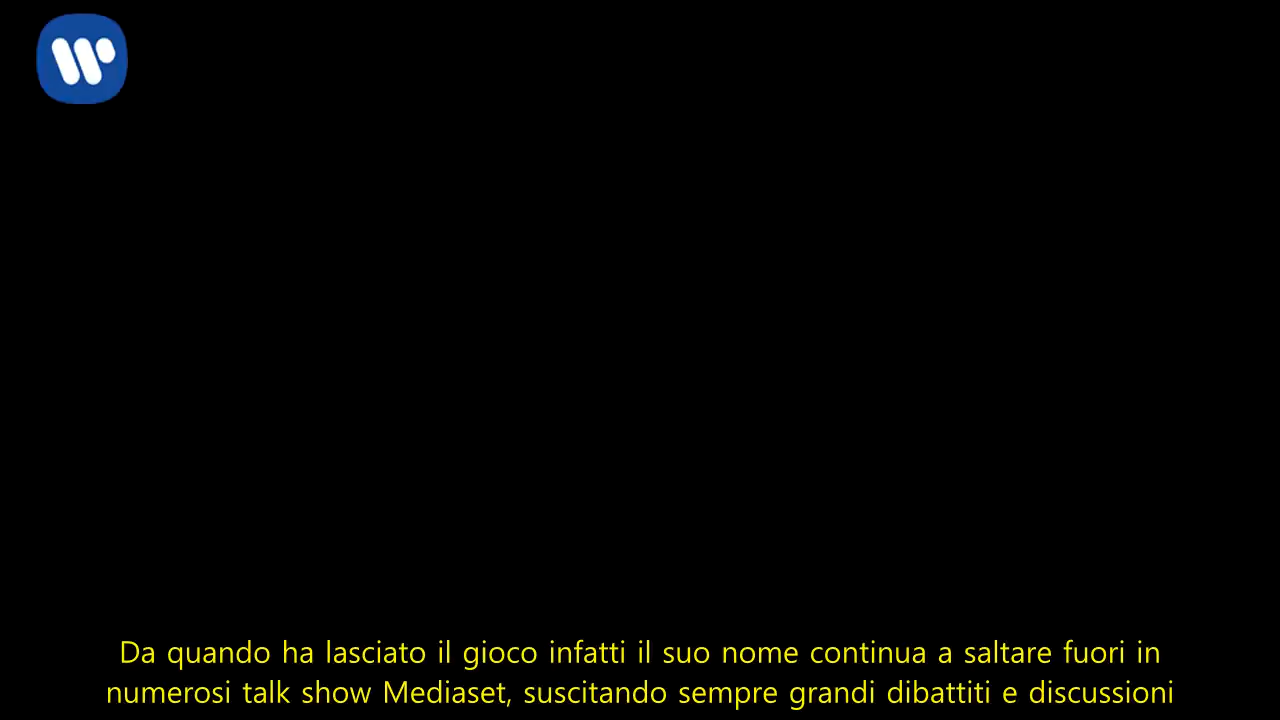 Da quando ha lasciato il gioco infatti il suo nome continua a saltare fuori in
numerosi talk show Mediaset, suscitando sempre grandi dibattiti e discussioni